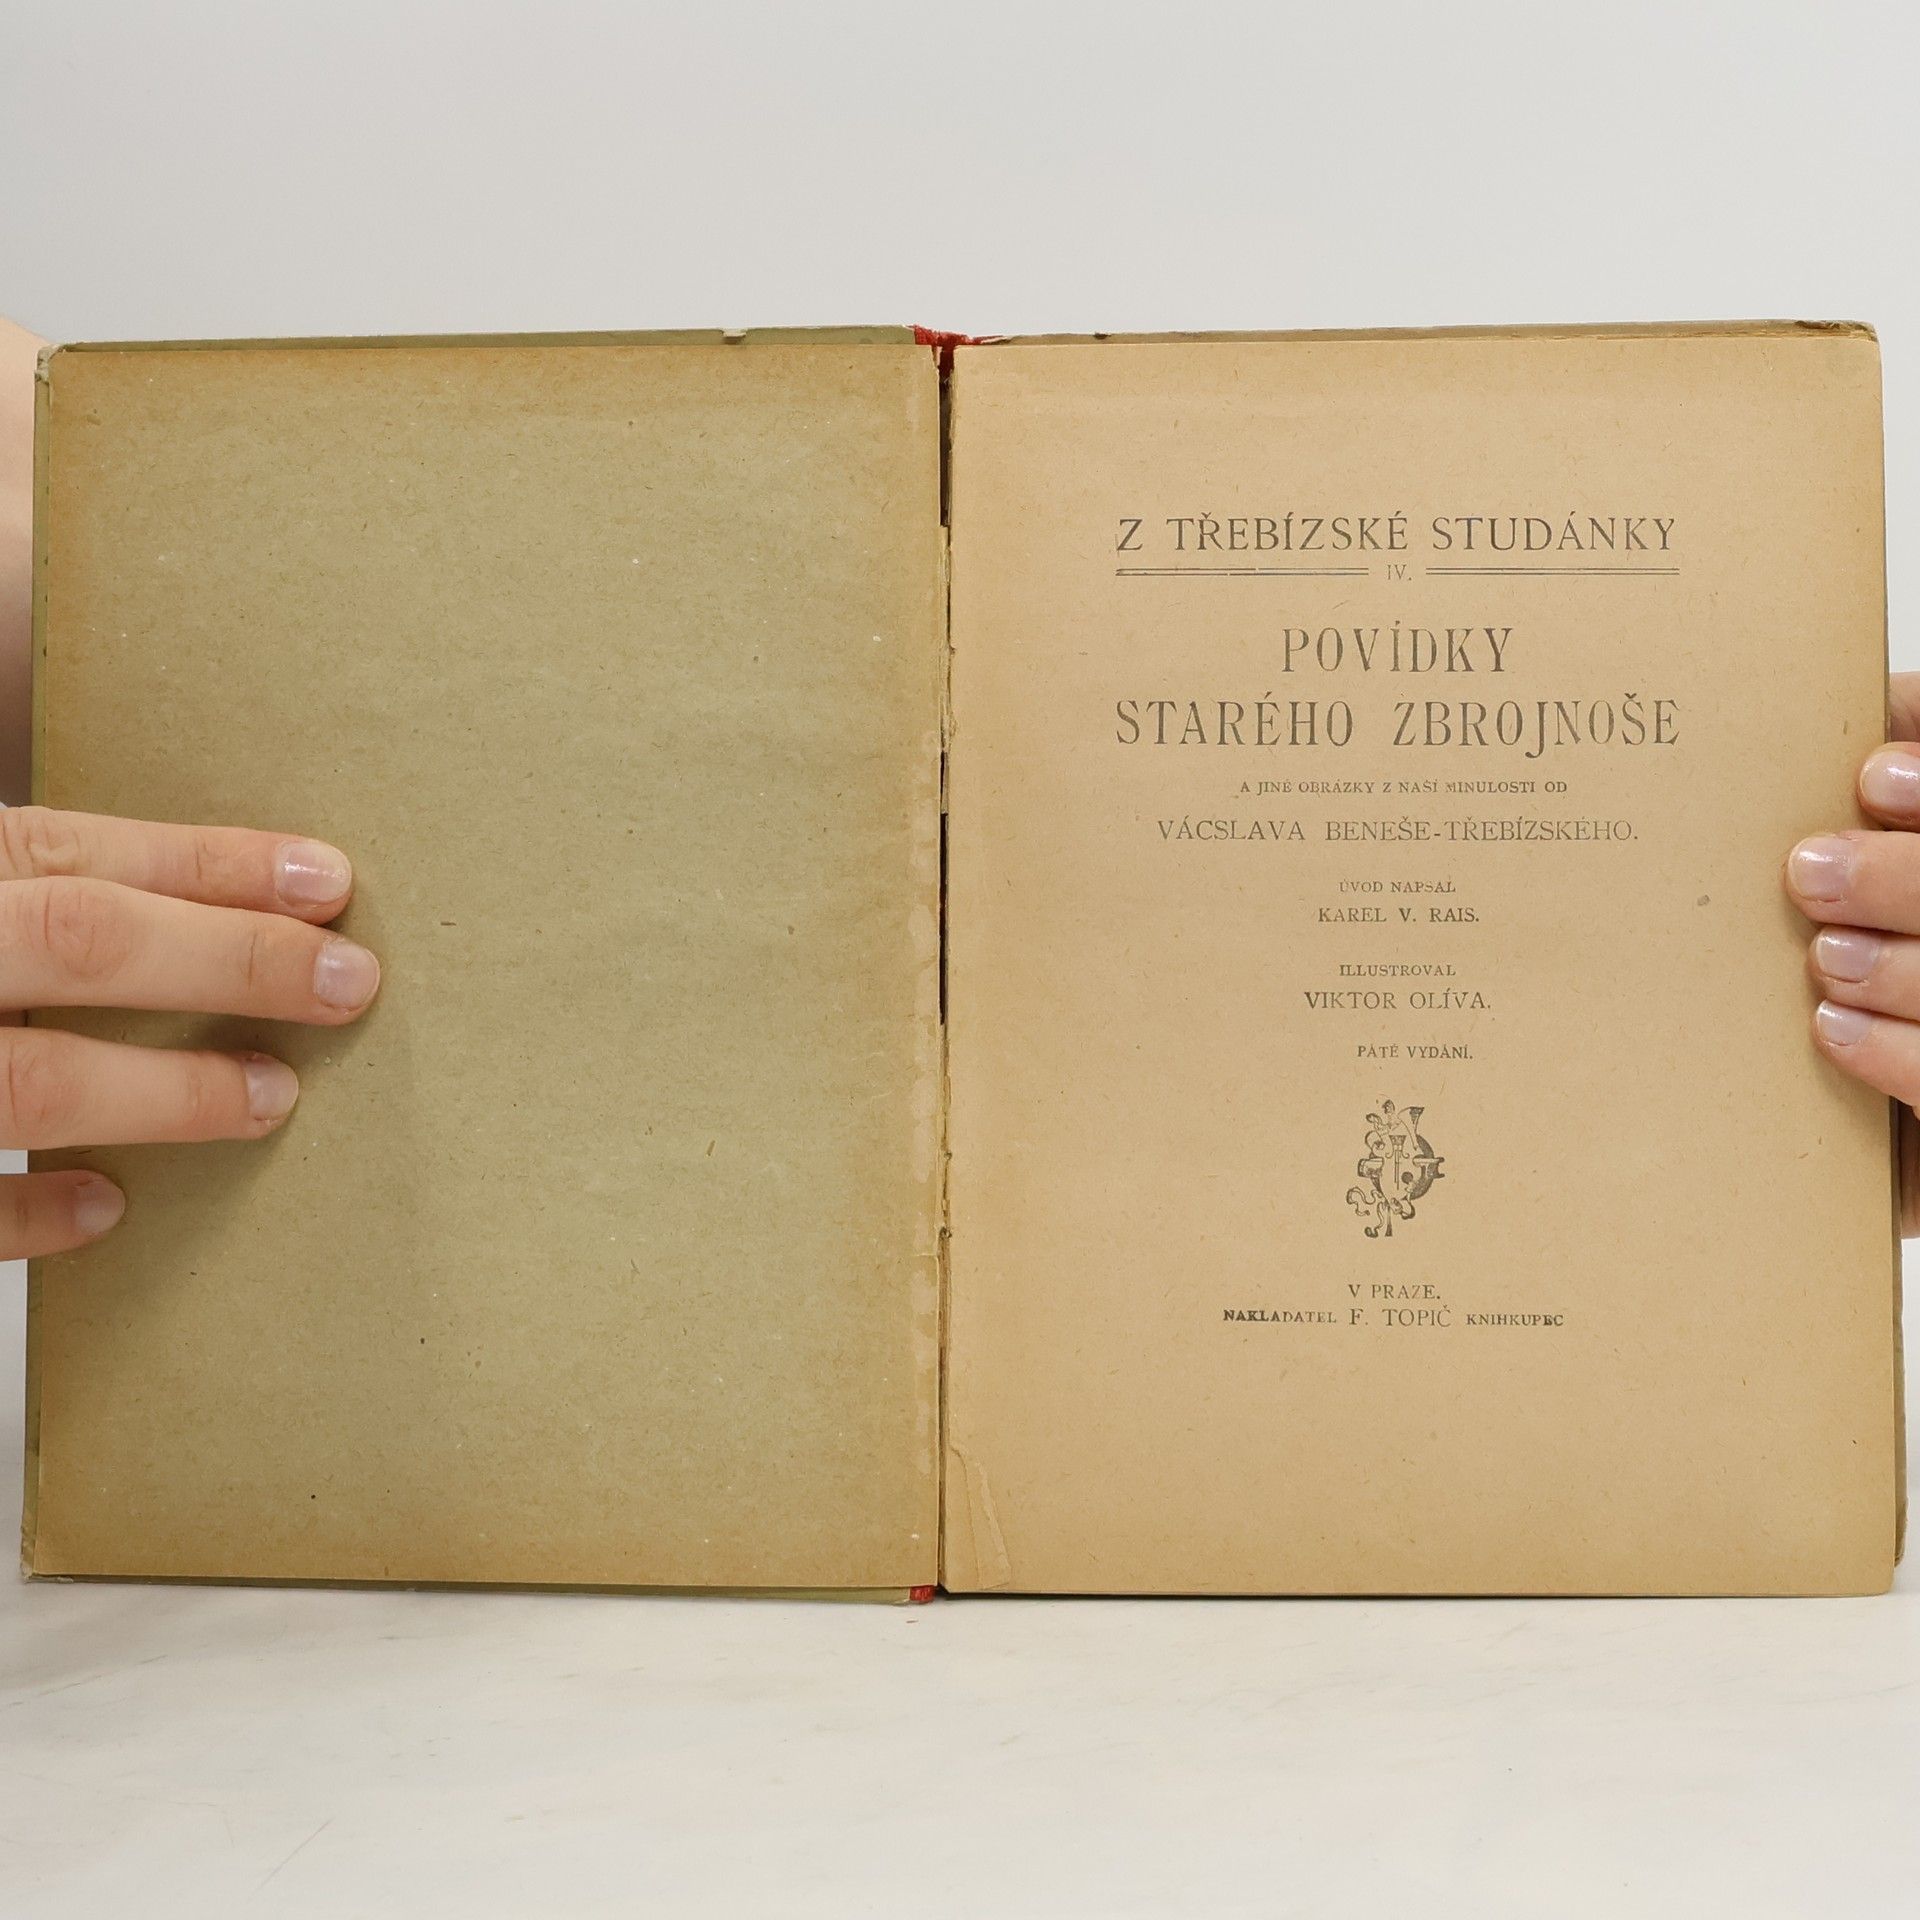 Z TŘEBÍZSKÉ STUDÁNKY
IV.
POVÍDKY
STARÉHO ZBROJNOŠE
A JINÉ OBRÁZKY Z NAŠÍ MINULOSTI OD
VÁCSLAVA BENEŠE-TŘEBÍZSKÉHO.
ÚVOD NAPSAL
KAREL V. RAIS.
ILLUSTROVAL
VIKTOR OLÍVA.
PÁTÉ VYDÁNÍ.
V PRAZE.
NAKLADATEL F. TOPIČ KNIHKUPEC